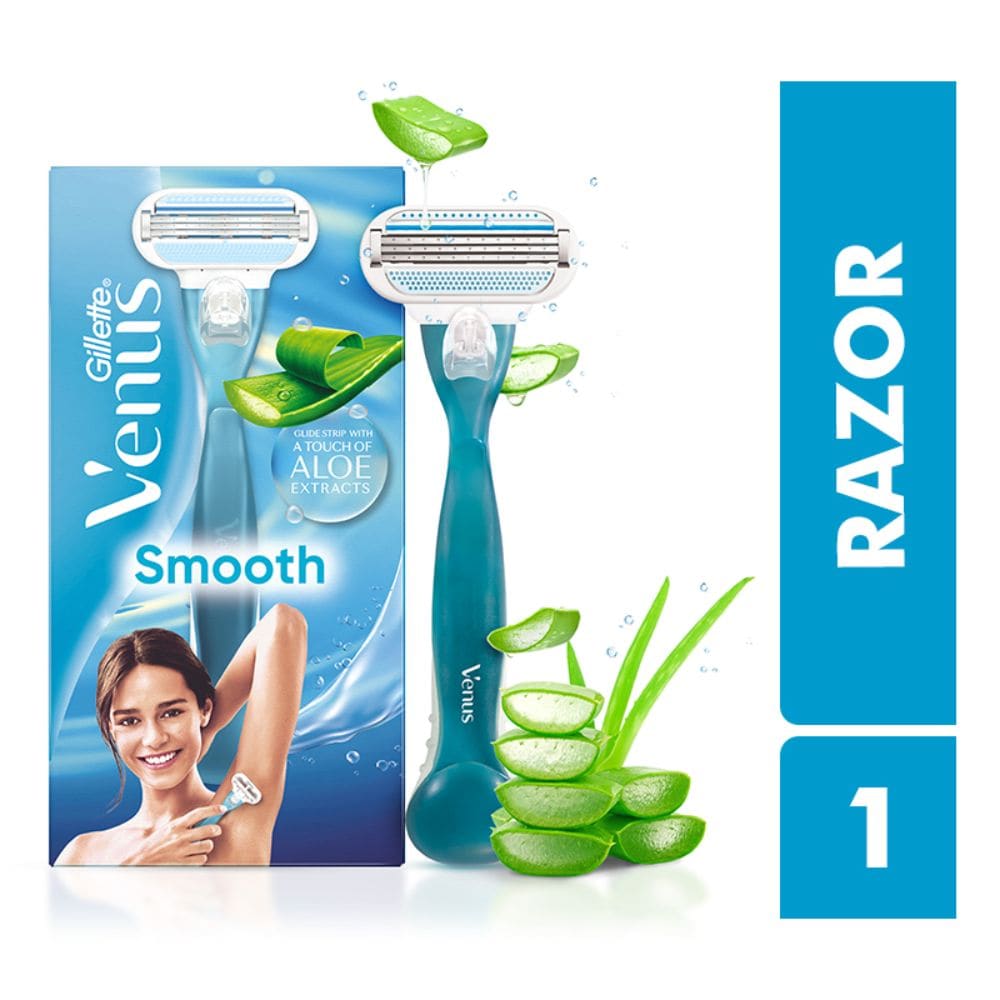 Gillette®
Venus
GLIDE STRIP WITH
A TOUCH OF
ALOE
EXTRACTS
Smooth
Venus
RAZOR
1